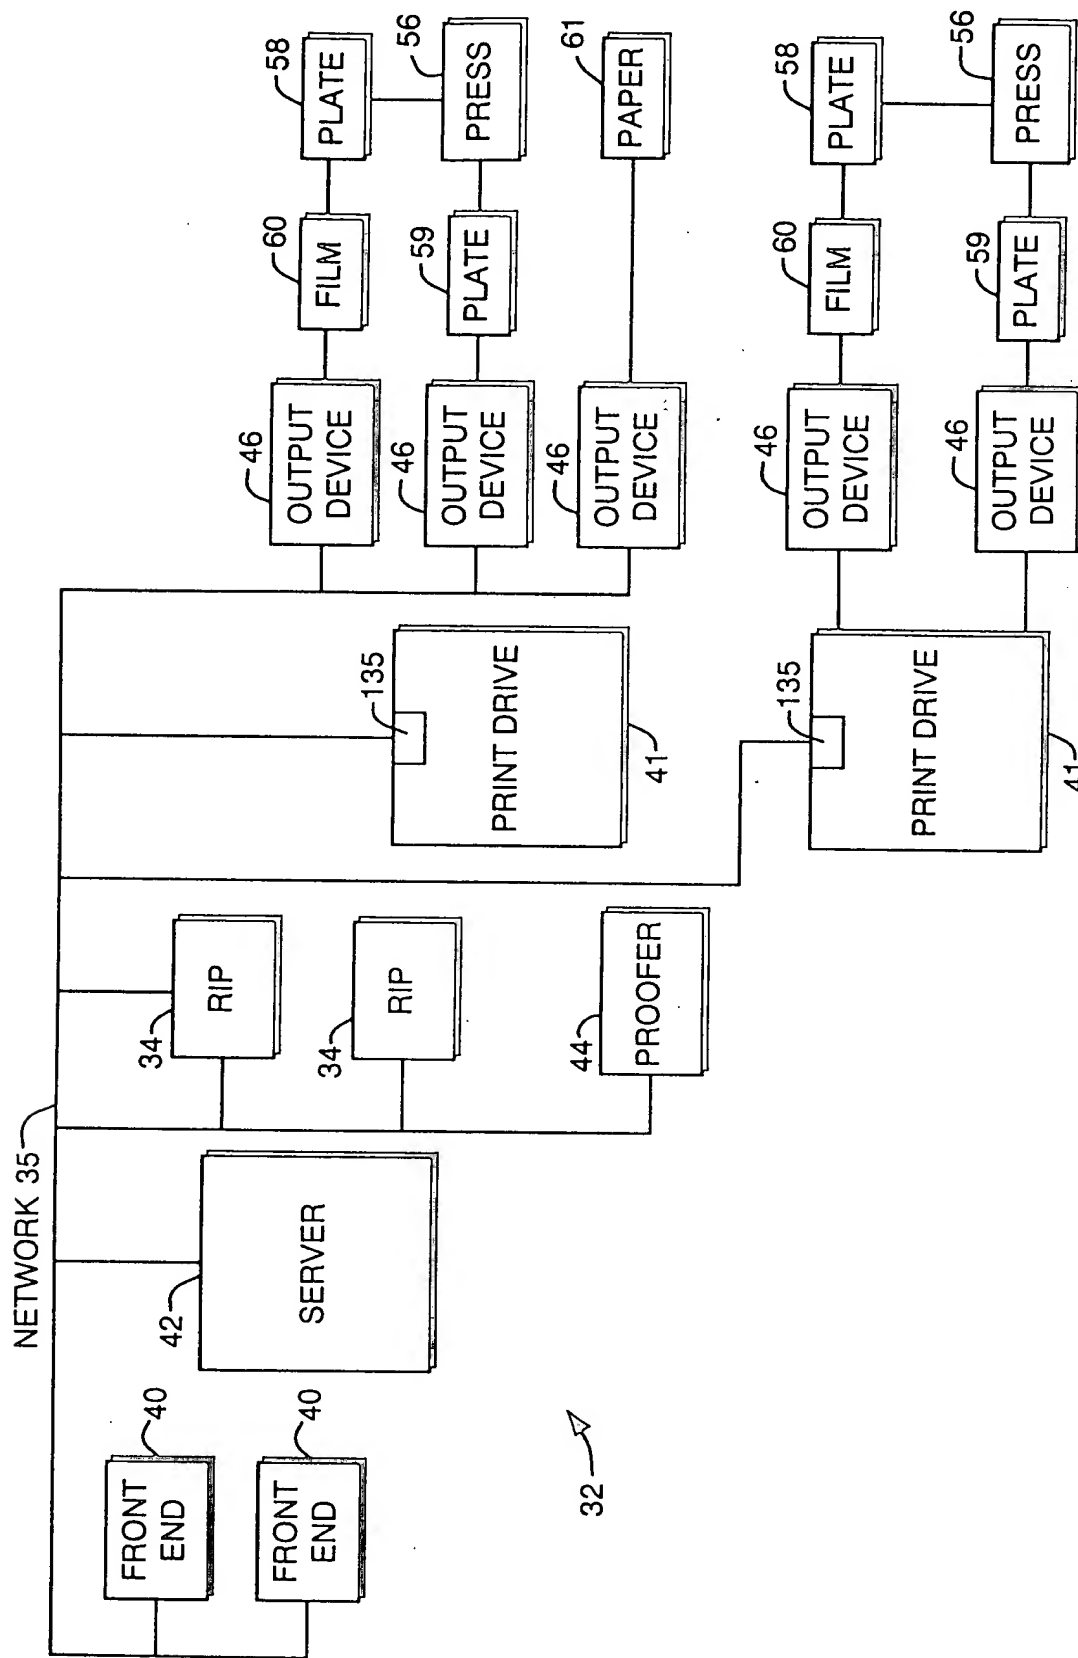 NETWORK 35
FRONT
END
40
FRONT
END
40
32
42
SERVER
34
RIP
34
RIP
44
PROOFER
135
PRINT DRIVE
41
135
PRINT DRIVE
41
46
OUTPUT
DEVICE
60
FILM
58
PLATE
46
OUTPUT
DEVICE
59
PLATE
56
PRESS
46
OUTPUT
DEVICE
61
PAPER
46
OUTPUT
DEVICE
60
FILM
58
PLATE
46
OUTPUT
DEVICE
59
PLATE
56
PRESS